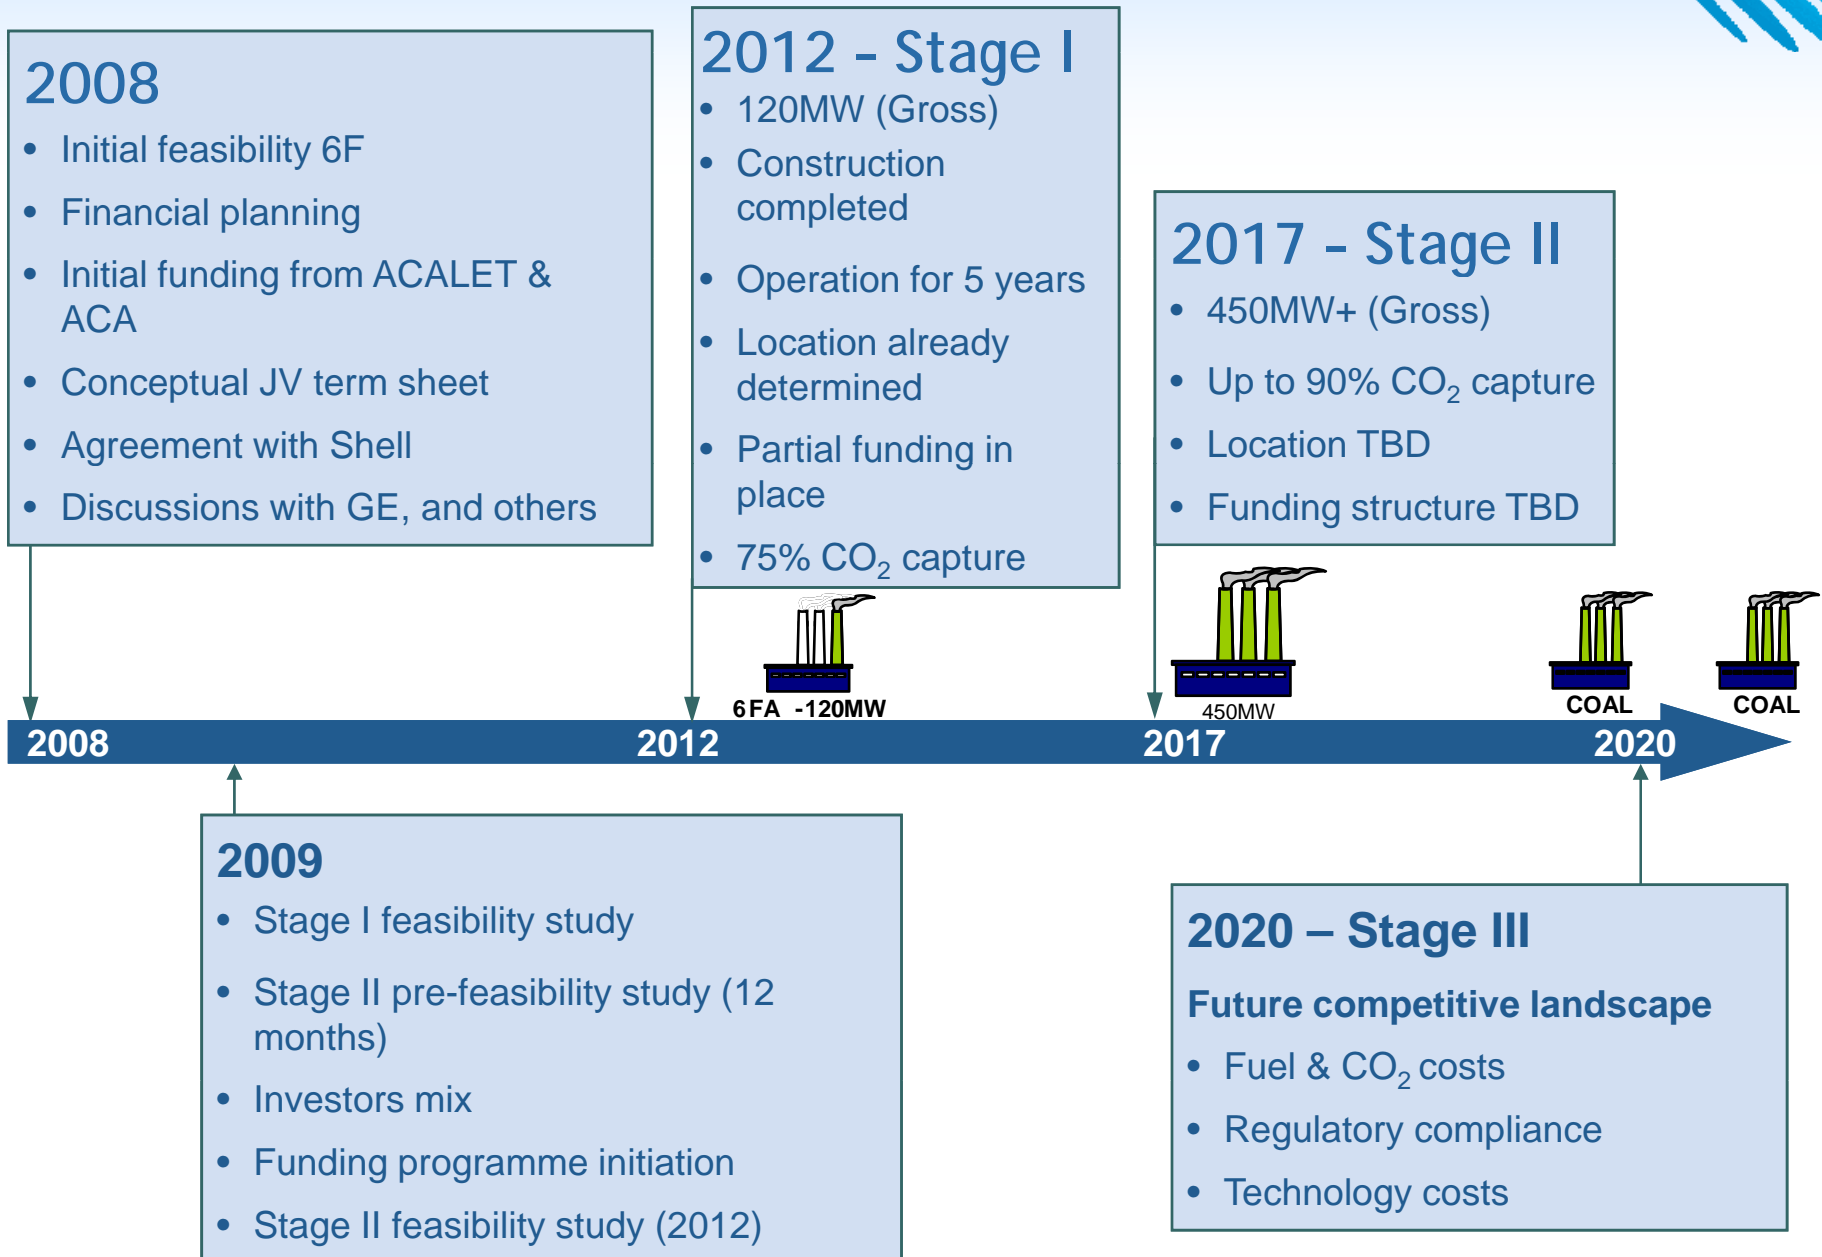 2008
• Initial feasibility 6F
• Financial planning
• Initial funding from ACALET &
ACA
• Conceptual JV term sheet
• Agreement with Shell
• Discussions with GE, and others
2012 - Stage I
• 120MW (Gross)
• Construction
completed
• Operation for 5 years
• Location already
determined
• Partial funding in
place
• 75% CO₂ capture
2017 - Stage II
• 450MW+ (Gross)
• Up to 90% CO₂ capture
• Location TBD
• Funding structure TBD
6FA -120MW
450MW
COAL
COAL
2008
2012
2017
2020
2009
• Stage I feasibility study
• Stage II pre-feasibility study (12
months)
• Investors mix
• Funding programme initiation
• Stage II feasibility study (2012)
2020 – Stage III
Future competitive landscape
• Fuel & CO₂ costs
• Regulatory compliance
• Technology costs